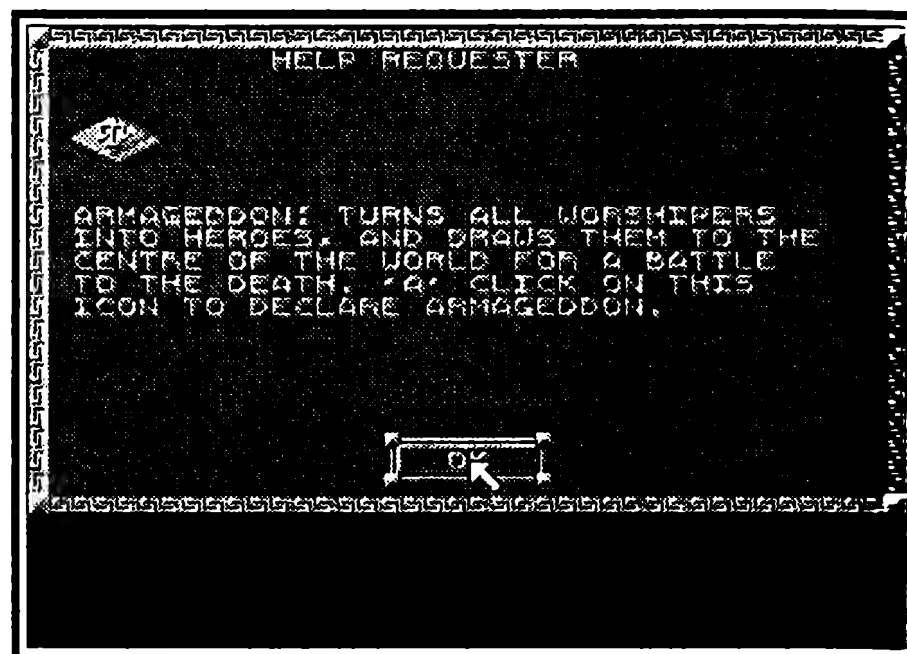 HELP REQUESTER
ARMAGEDDON: TURNS ALL WORSHIPERS
INTO HEROES, AND DRAWS THEM TO THE
CENTRE OF THE WORLD FOR A BATTLE
TO THE DEATH. 'A' CLICK ON THIS
ICON TO DECLARE ARMAGEDDON.
OK